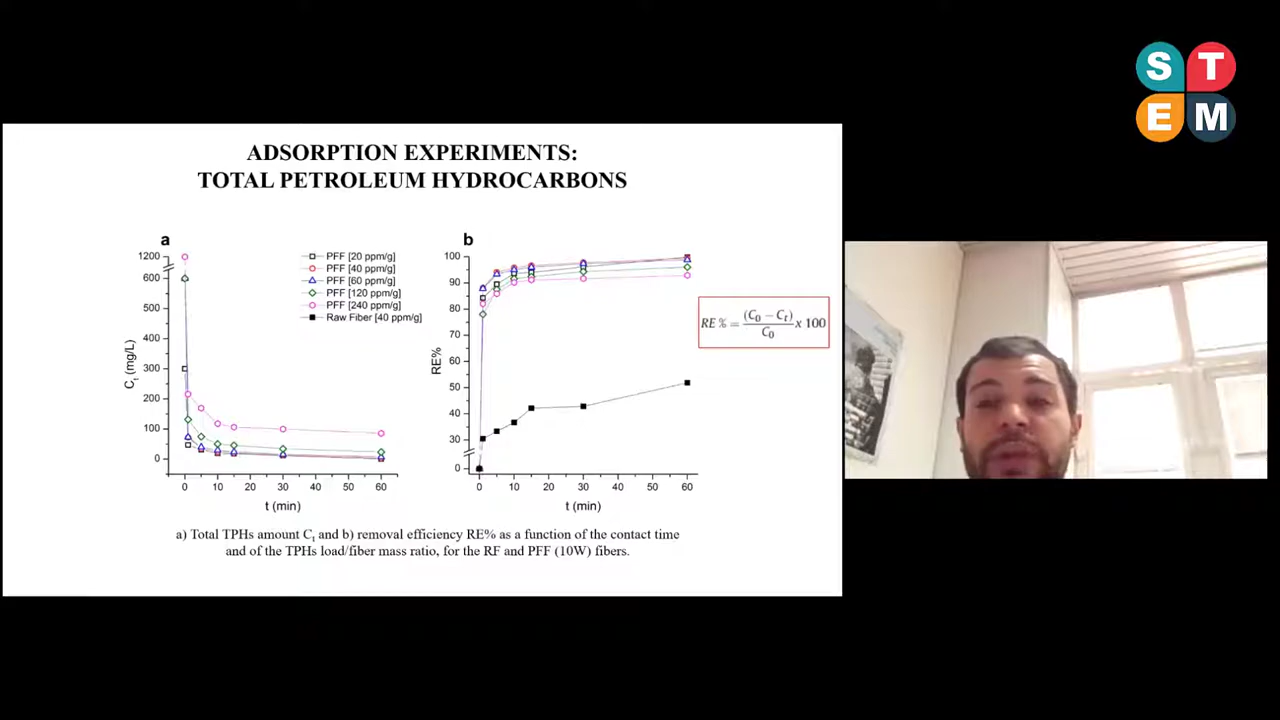 ST
EM
ADSORPTION EXPERIMENTS:
TOTAL PETROLEUM HYDROCARBONS
a
1200
600
500
400
300
200
100
0
Ct (mg/L)
PFF [20 ppm/g]
PFF [40 ppm/g]
PFF [60 ppm/g]
PFF [120 ppm/g]
PFF [240 ppm/g]
Raw Fiber [40 ppm/g]
0 10 20 30 40 50 60
t (min)
b
100
90
80
70
60
50
40
30
0
RE%
0 10 20 30 40 50 60
t (min)
RE % = (C0 − Ct) / C0 x 100
a) Total TPHs amount Ct and b) removal efficiency RE% as a function of the contact time
and of the TPHs load/fiber mass ratio, for the RF and PFF (10W) fibers.